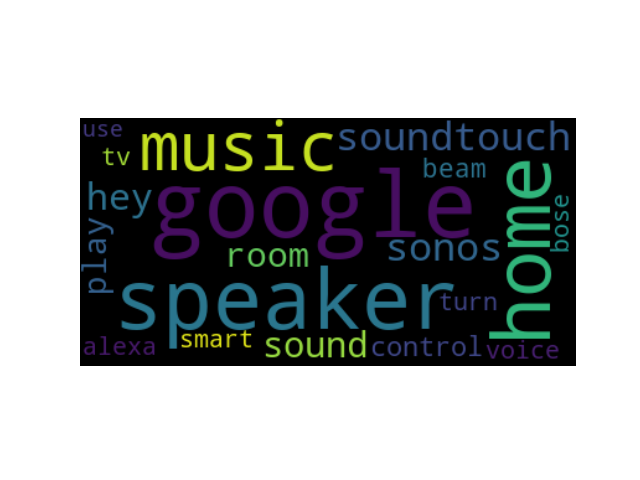 use
music
soundtouch
tv
beam
hey
google
home
bose
play
room
sonos
speaker
turn
smart
sound
control
alexa
voice